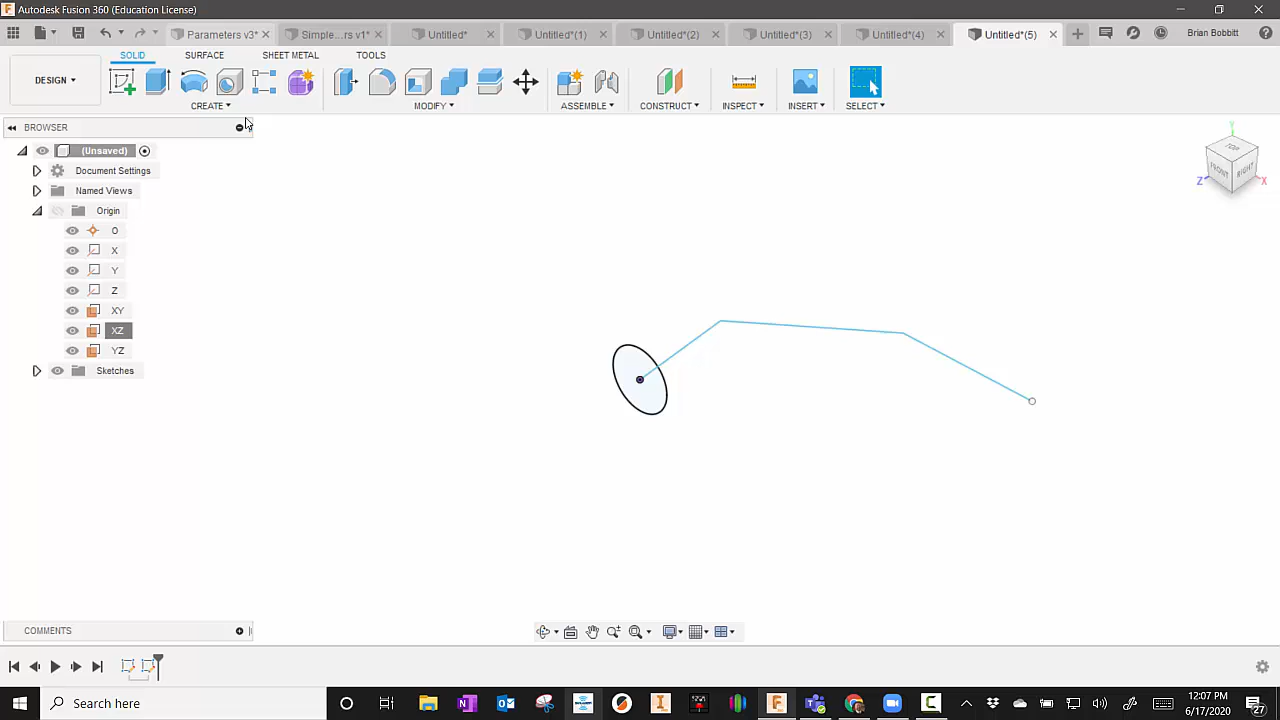 Autodesk Fusion 360 (Education License)
Parameters v3*
Simple...rs v1*
Untitled*
Untitled*(1)
Untitled*(2)
Untitled*(3)
Untitled*(4)
Untitled*(5)
Brian Bobbitt
SOLID
SURFACE
SHEET METAL
TOOLS
DESIGN
CREATE
MODIFY
ASSEMBLE
CONSTRUCT
INSPECT
INSERT
SELECT
BROWSER
(Unsaved)
Document Settings
Named Views
Origin
O
X
Y
Z
XY
XZ
YZ
Sketches
Y
TOP
FRONT
RIGHT
Z
X
COMMENTS
Search here
12:07 PM
6/17/2020
27